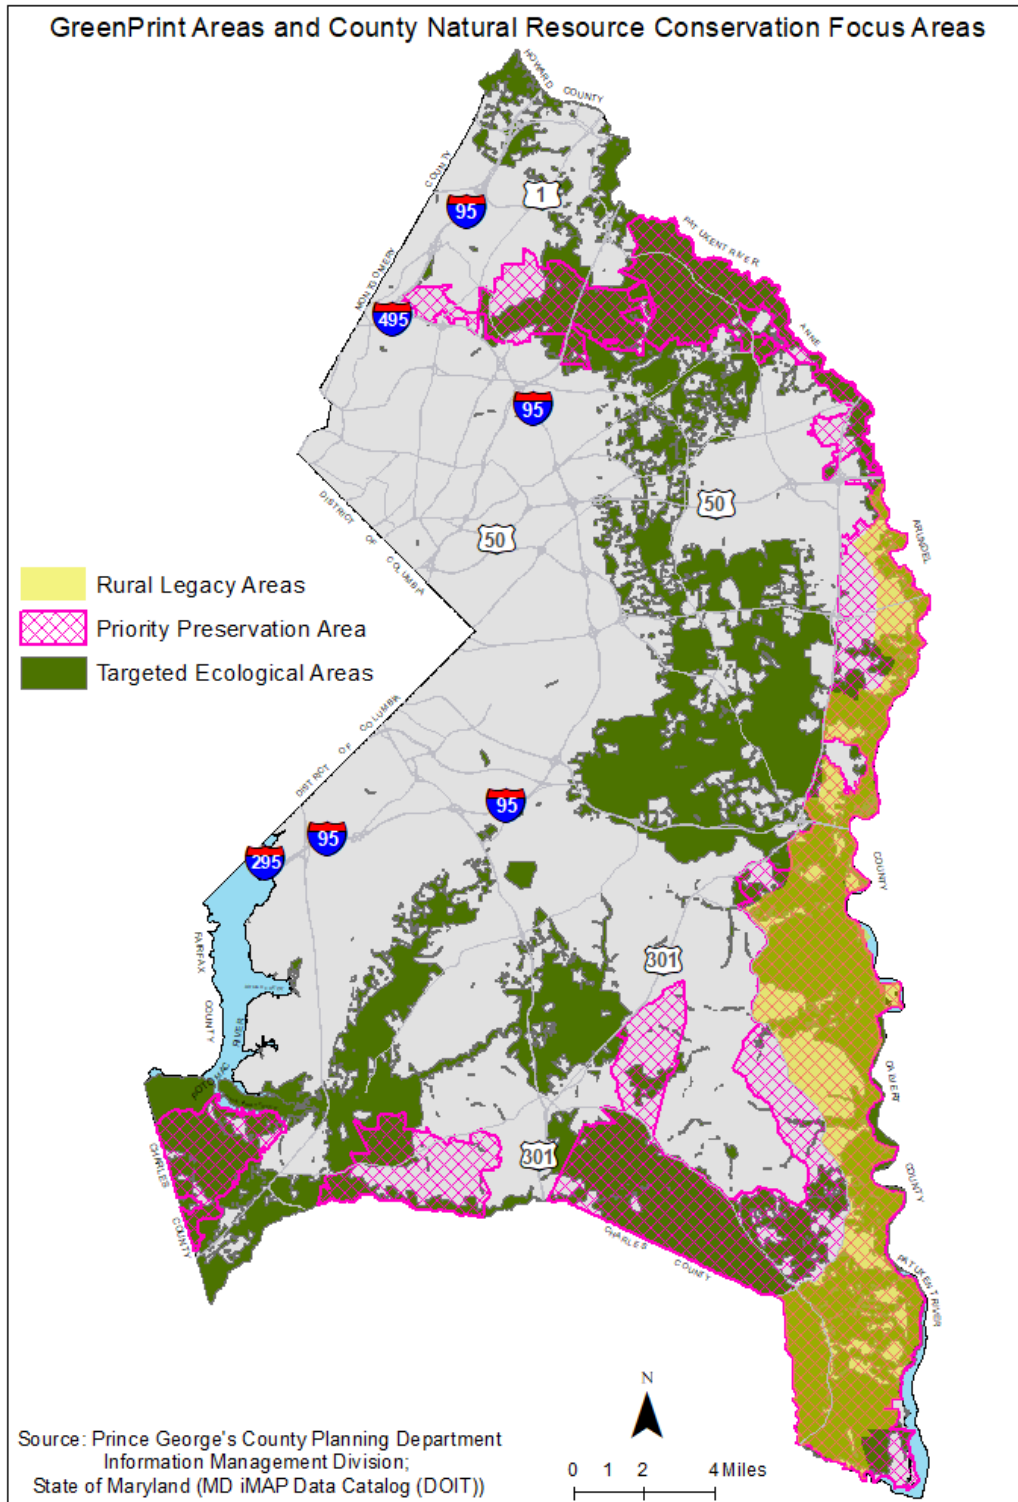 GreenPrint Areas and County Natural Resource Conservation Focus Areas
HOWARD COUNTY
COUNTY
MONTGOMERY
95
1
PATUXENT RIVER
495
ANNE
95
DISTRICT OF COLUMBIA
50
50
ARUNDEL
Rural Legacy Areas
Priority Preservation Area
Targeted Ecological Areas
DISTRICT OF COLUMBIA
95
95
295
COUNTY
FAIRFAX
COUNTY
301
RIVER
POTOMAC
CALVERT
CHARLES
COUNTY
301
COUNTY
CHARLES
COUNTY
PATUXENT RIVER
N
Source: Prince George's County Planning Department
Information Management Division;
State of Maryland (MD iMAP Data Catalog (DOIT))
0 1 2 4 Miles